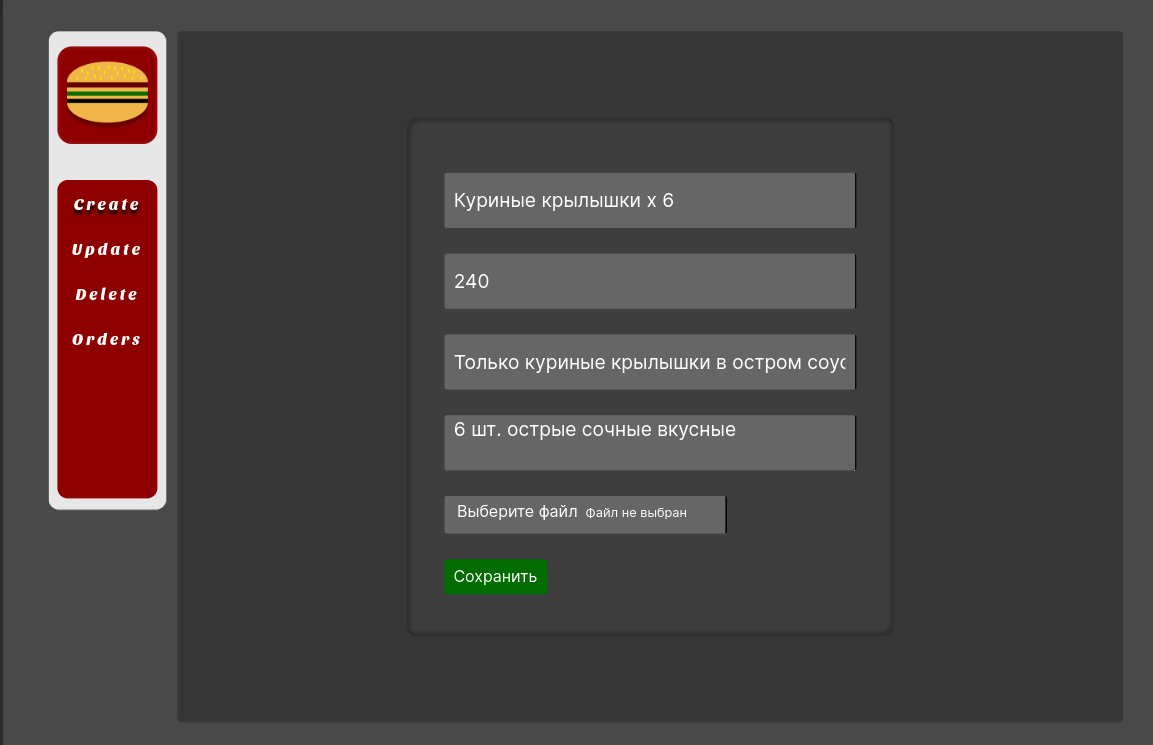 Create
Update
Delete
Orders
Куриные крылышки х 6
240
Только куриные крылышки в остром
6 шт. острые сочные вкусные
Выберите файл Файл не выбран
Сохранить